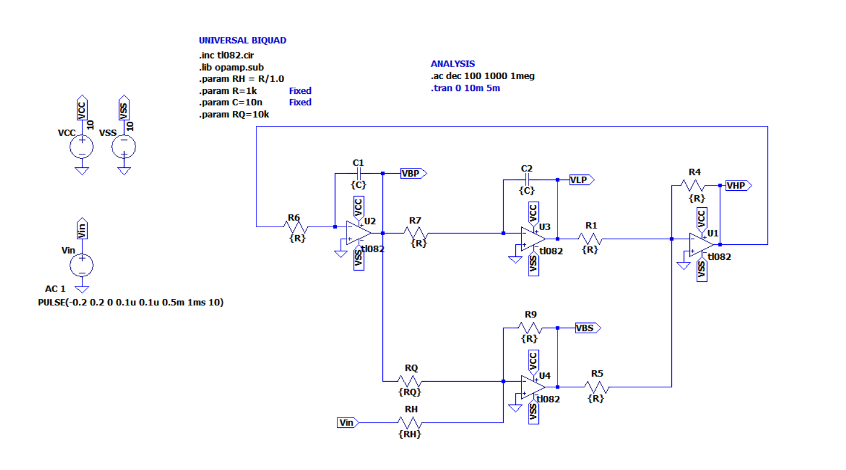 UNIVERSAL BIQUAD
.inc tl082.cir
.lib opamp.sub
.param RH = R/1.0
.param R=1k Fixed
.param C=10n Fixed
.param RQ=10k
ANALYSIS
.ac dec 100 1000 1meg
.tran 0 10m 5m
VCC
VCC
10
VSS
VSS
10
Vin
Vin
AC 1
PULSE(-0.2 0.2 0 0.1u 0.1u 0.5m 1ms 10)
C1
{C}
VBP
C2
{C}
VLP
R4
{R}
VHP
R6
{R}
VCC
U2
VSS
tl082
R7
{R}
VCC
U3
VSS
tl082
R1
{R}
VCC
U1
VSS
tl082
R9
{R}
VBS
RQ
{RQ}
VCC
U4
VSS
tl082
R5
{R}
Vin
RH
{RH}